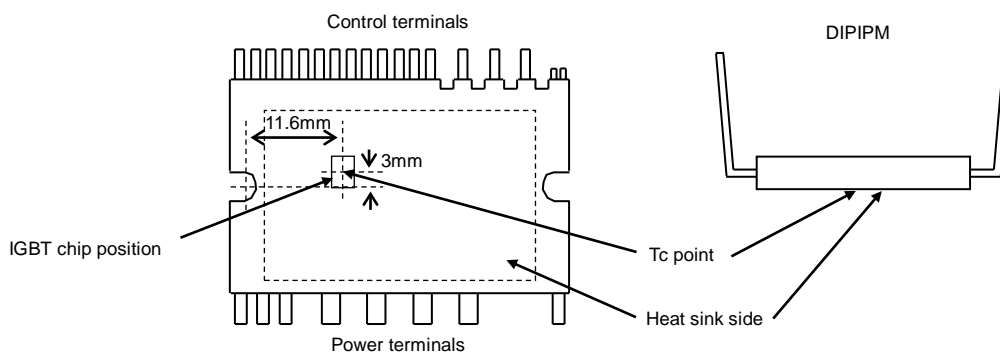 Control terminals
DIPIPM
11.6mm
3mm
IGBT chip position
Tc point
Heat sink side
Power terminals